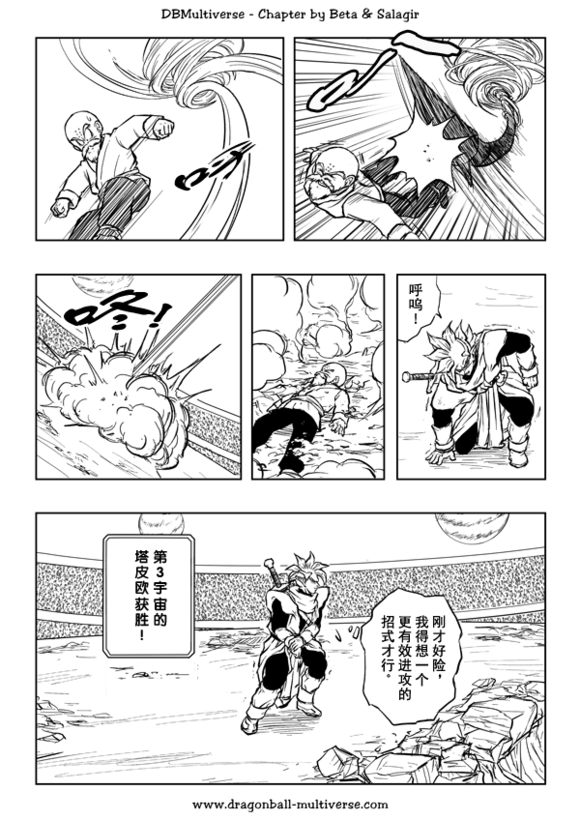 DBMultiverse - Chapter by Beta & Salagir
咚!
呼呜!
第3宇宙的
塔皮欧获胜!
刚才好险,
我得想一个
更有效进攻的
招式才行。
www.dragonball-multiverse.com